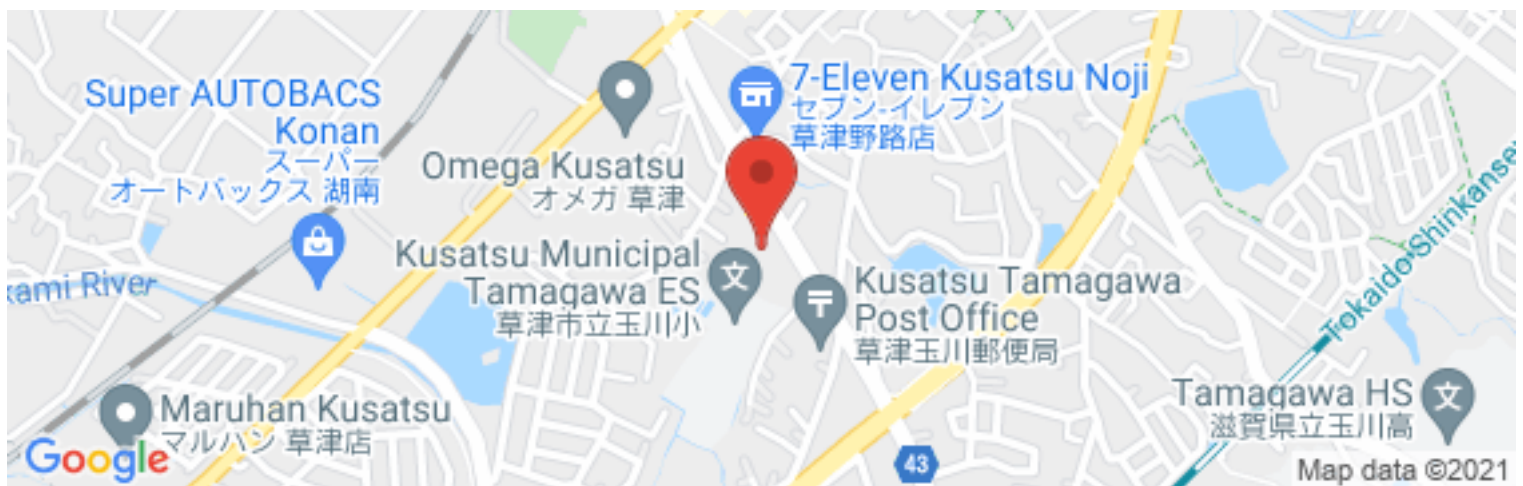 Super AUTOBACS
Konan
スーパー
オートバックス 湖南
7-Eleven Kusatsu Noji
セブン-イレブン
草津野路店
Omega Kusatsu
オメガ 草津
Kusatsu Municipal
Tamagawa ES
草津市立玉川小
kami River
Kusatsu Tamagawa
Post Office
草津玉川郵便局
Tokaido Shinkansen
Maruhan Kusatsu
マルハン 草津店
Tamagawa HS
滋賀県立玉川高
43
Google
Map data ©2021